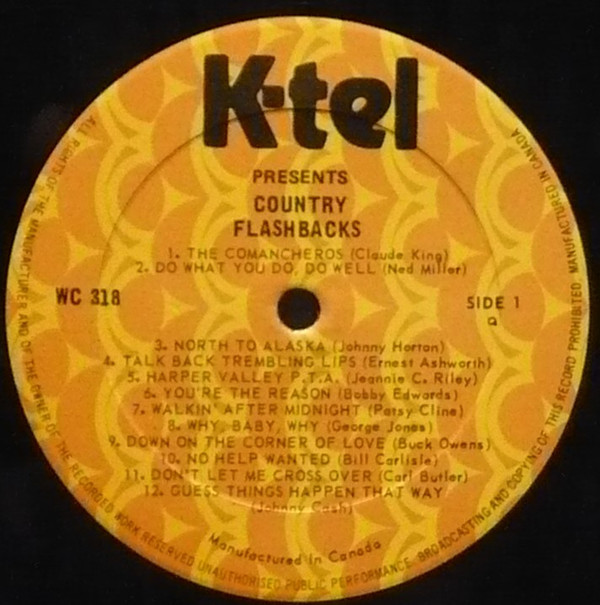 K-tel
PRESENTS
COUNTRY
FLASHBACKS
1. THE COMANCHEROS (Claude King)
2. DO WHAT YOU DO, DO WELL (Ned Miller)
WC 318
SIDE 1
Q
3. NORTH TO ALASKA (Johnny Horton)
4. TALK BACK TREMBLING LIPS (Ernest Ashworth)
5. HARPER VALLEY P.T.A. (Jeannie C. Riley)
6. YOU'RE THE REASON (Bobby Edwards)
7. WALKIN' AFTER MIDNIGHT (Patsy Cline)
8. WHY, BABY, WHY (George Jones)
9. DOWN ON THE CORNER OF LOVE (Buck Owens)
10. NO HELP WANTED (Bill Carlisle)
11. DON'T LET ME CROSS OVER (Carl Butler)
12. GUESS THINGS HAPPEN THAT WAY
(Johnny Cash)
Manufactured in Canada
ALL RIGHTS OF THE MANUFACTURER AND OF THE OWNER OF THE RECORDED WORK RESERVED UNAUTHORISED PUBLIC PERFORMANCE, BROADCASTING AND COPYING OF THIS RECORD PROHIBITED. MANUFACTURED IN CANADA